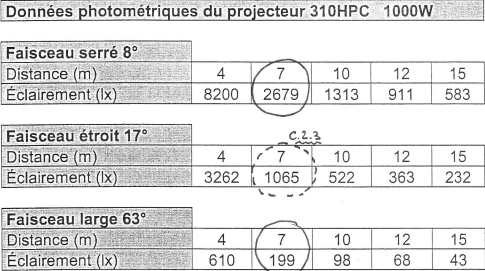 Données photométriques du projecteur 310HPC 1000W
Faisceau serré 8°
Distance (m) 4 7 10 12 15
Éclairement (lx) 8200 2679 1313 911 583
C.2.3
Faisceau étroit 17°
Distance (m) 4 7 10 12 15
Éclairement (lx) 3262 1065 522 363 232
Faisceau large 63°
Distance (m) 4 7 10 12 15
Éclairement (lx) 610 199 98 68 43